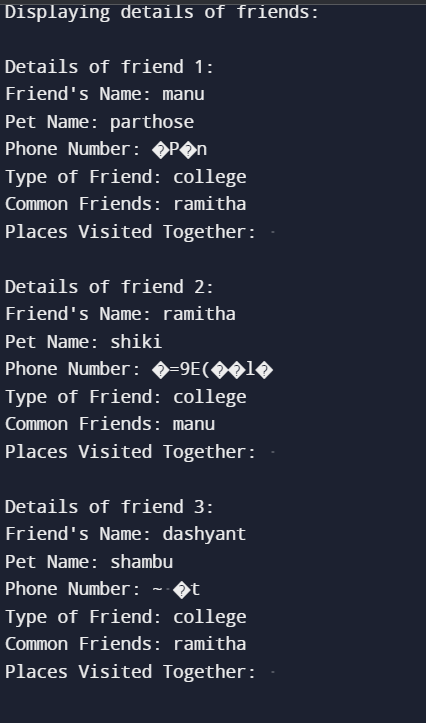 Displaying details of friends:
Details of friend 1:
Friend's Name: manu
Pet Name: parthose
Phone Number: �P�n
Type of Friend: college
Common Friends: ramitha
Places Visited Together:
Details of friend 2:
Friend's Name: ramitha
Pet Name: shiki
Phone Number: �=9E(��l�
Type of Friend: college
Common Friends: manu
Places Visited Together:
Details of friend 3:
Friend's Name: dashyant
Pet Name: shambu
Phone Number: ~ �t
Type of Friend: college
Common Friends: ramitha
Places Visited Together: